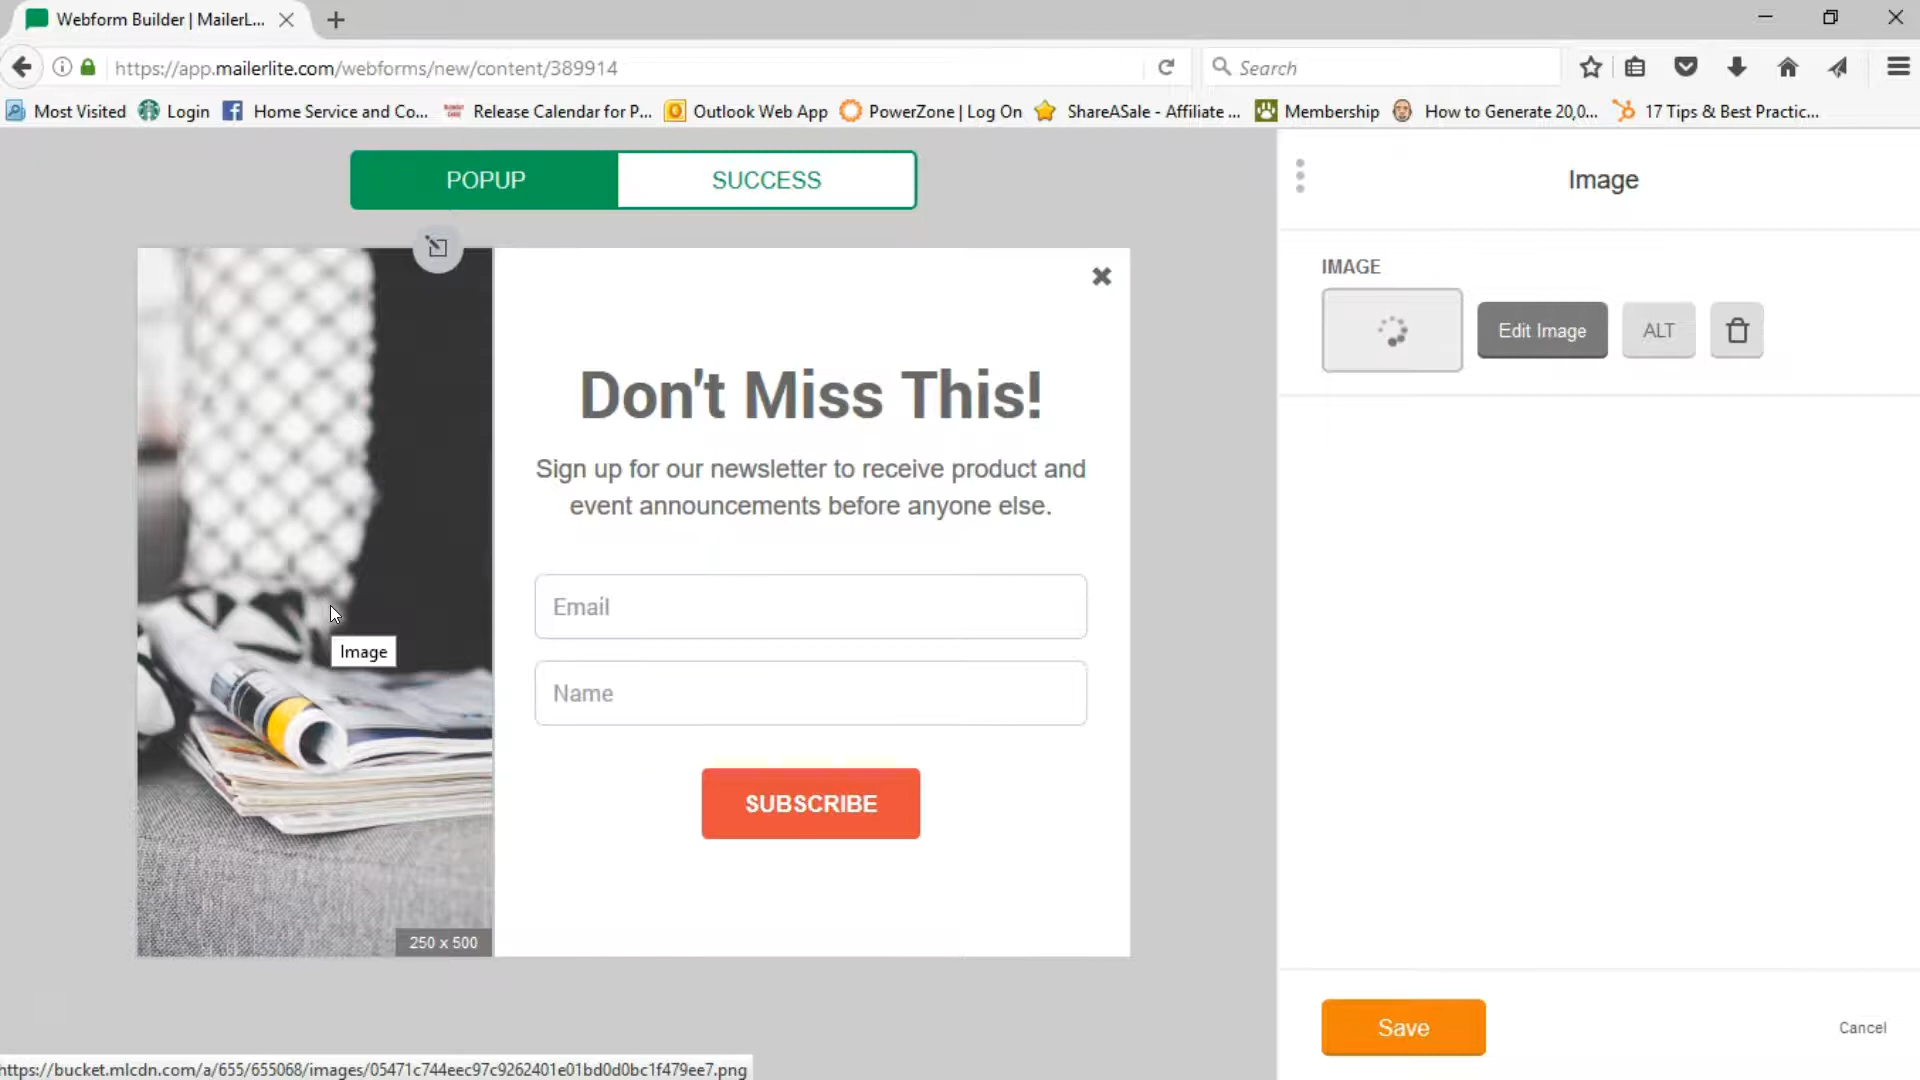 Webform Builder | MailerL...
https://app.mailerlite.com/webforms/new/content/389914
Search
Most Visited
Login
Home Service and Co...
Release Calendar for P...
Outlook Web App
PowerZone | Log On
ShareASale - Affiliate ...
Membership
How to Generate 20,0...
17 Tips & Best Practic...
POPUP
SUCCESS
Image
IMAGE
Edit Image
ALT
Don't Miss This!
Sign up for our newsletter to receive product and
event announcements before anyone else.
Email
Image
Name
SUBSCRIBE
250 x 500
Save
Cancel
https://bucket.mlcdn.com/a/655/655068/images/05471c744eec97c9262401e01bd0d0bc1f479ee7.png